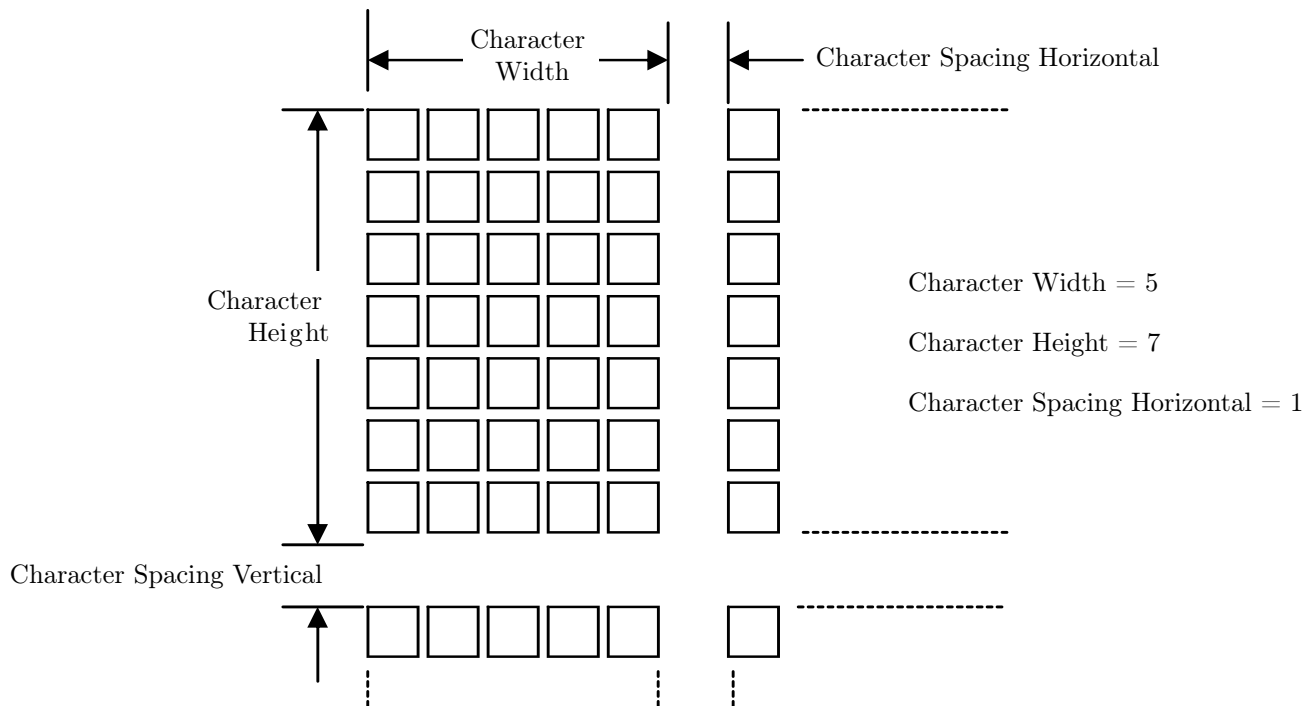 Character
Width
Character Spacing Horizontal
Character
Height
Character Width = 5
Character Height = 7
Character Spacing Horizontal = 1
Character Spacing Vertical